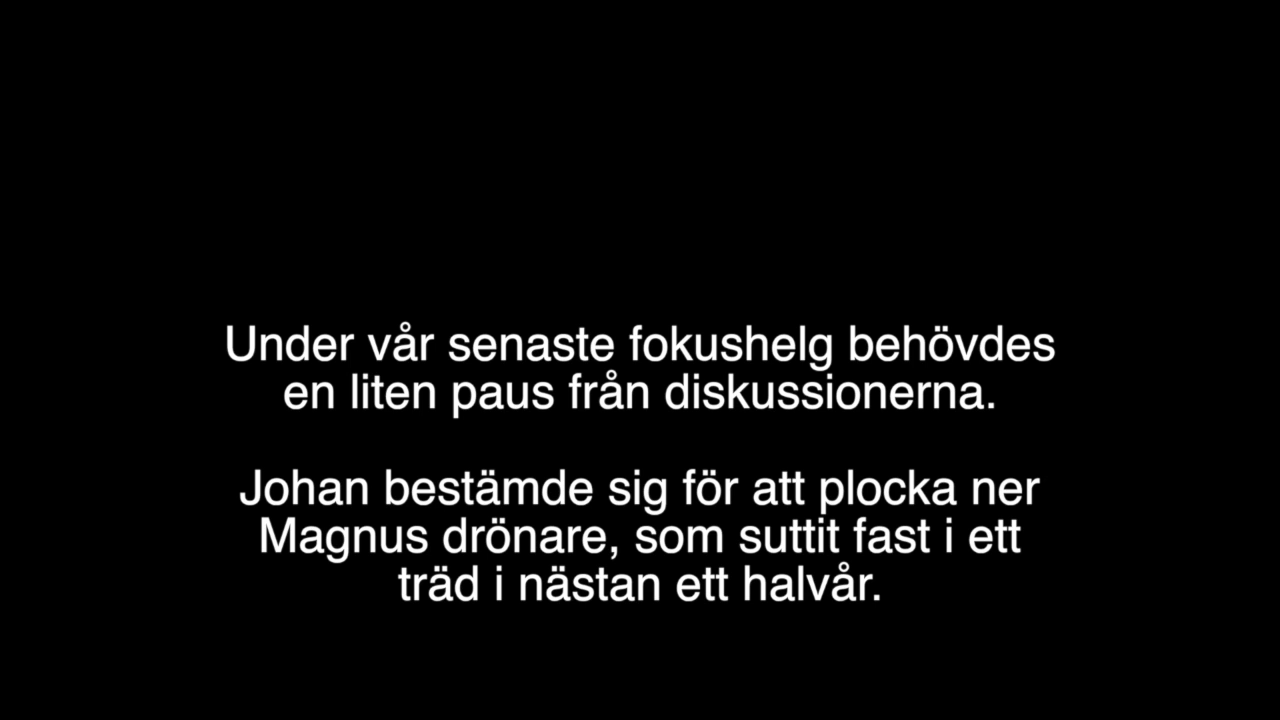 Under vår senaste fokushelg behövdes
en liten paus från diskussionerna.
Johan bestämde sig för att plocka ner
Magnus drönare, som suttit fast i ett
träd i nästan ett halvår.